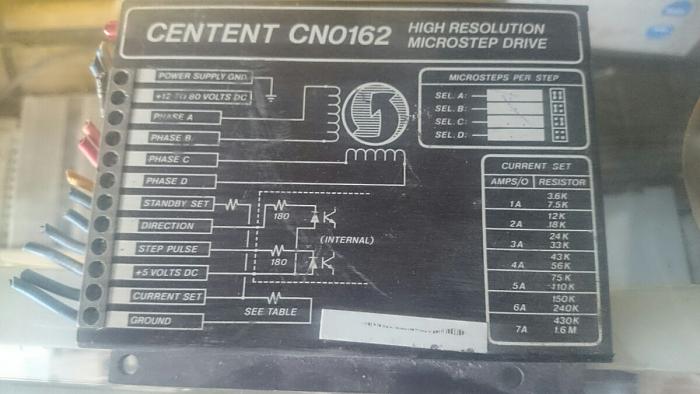 CENTENT CN0162
HIGH RESOLUTION
MICROSTEP DRIVE
POWER SUPPLY GND
+12 TO 80 VOLTS DC
PHASE A
PHASE B
PHASE C
PHASE D
STANDBY SET
DIRECTION
STEP PULSE
+5 VOLTS DC
CURRENT SET
GROUND
180
180
(INTERNAL)
SEE TABLE
MICROSTEPS PER STEP
SEL. A:
SEL. B:
SEL. C:
SEL. D:
CURRENT SET
AMPS/Ø RESISTOR
3.6K
1A 7.5K
12K
2A 18K
24K
3A 33K
43K
4A 56K
75K
5A 110K
150K
6A 240K
430K
7A 1.6M